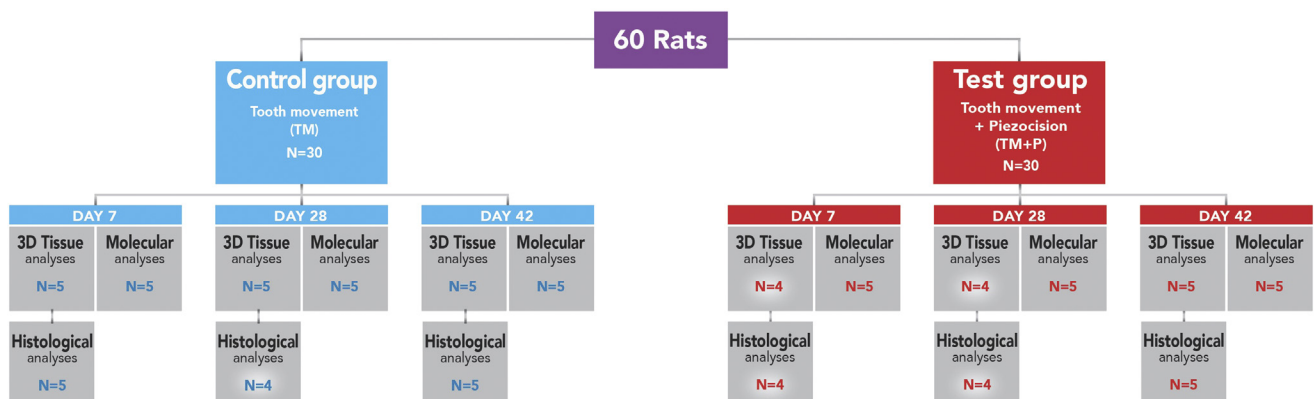 60 Rats
Control group
Tooth movement
(TM)
N=30
Test group
Tooth movement
+ Piezocision
(TM+P)
N=30
DAY 7
3D Tissue
analyses
N=5
Molecular
analyses
N=5
Histological
analyses
N=5
DAY 28
3D Tissue
analyses
N=5
Molecular
analyses
N=5
Histological
analyses
N=4
DAY 42
3D Tissue
analyses
N=5
Molecular
analyses
N=5
Histological
analyses
N=5
DAY 7
3D Tissue
analyses
N=4
Molecular
analyses
N=5
Histological
analyses
N=4
DAY 28
3D Tissue
analyses
N=4
Molecular
analyses
N=5
Histological
analyses
N=4
DAY 42
3D Tissue
analyses
N=5
Molecular
analyses
N=5
Histological
analyses
N=5